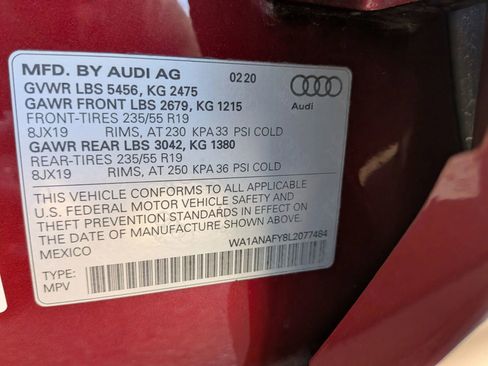 MFD. BY AUDI AG 0220
GVWR LBS 5456, KG 2475
GAWR FRONT LBS 2679, KG 1215
Audi
FRONT-TIRES 235/55 R19
8JX19 RIMS, AT 230 KPA 33 PSI COLD
GAWR REAR LBS 3042, KG 1380
REAR-TIRES 235/55 R19
8JX19 RIMS, AT 250 KPA 36 PSI COLD
THIS VEHICLE CONFORMS TO ALL APPLICABLE
U.S. FEDERAL MOTOR VEHICLE SAFETY AND
THEFT PREVENTION STANDARDS IN EFFECT ON
THE DATE OF MANUFACTURE SHOWN ABOVE.
MEXICO WA1ANAFY8L2077484
TYPE:
MPV